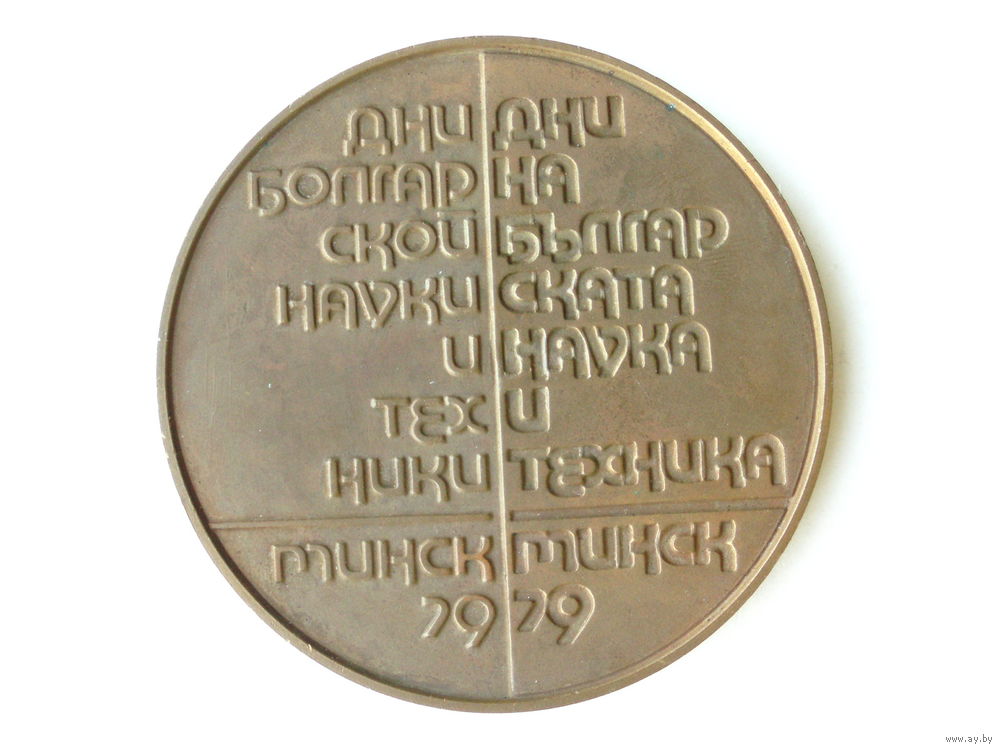 ДНИ
БОЛГАР
СКОЙ
НАУКИ
И
ТЕХ
НИКИ
МИНСК
79
ДНИ
НА
БЪЛГАР
СКАТА
НАУКА
И
ТЕХНИКА
МИНСК
79
www.ay.by